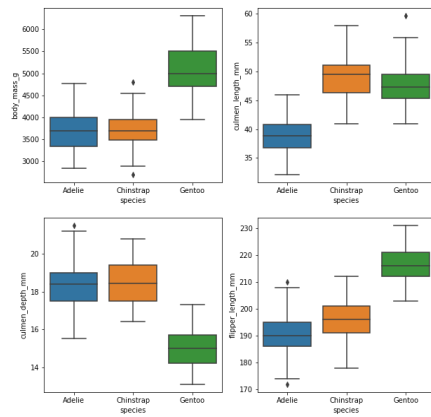 body_mass_g
6000
5500
5000
4500
4000
3500
3000
Adelie Chinstrap Gentoo
species
culmen_length_mm
60
55
50
45
40
35
Adelie Chinstrap Gentoo
species
culmen_depth_mm
20
18
16
14
Adelie Chinstrap Gentoo
species
flipper_length_mm
230
220
210
200
190
180
170
Adelie Chinstrap Gentoo
species